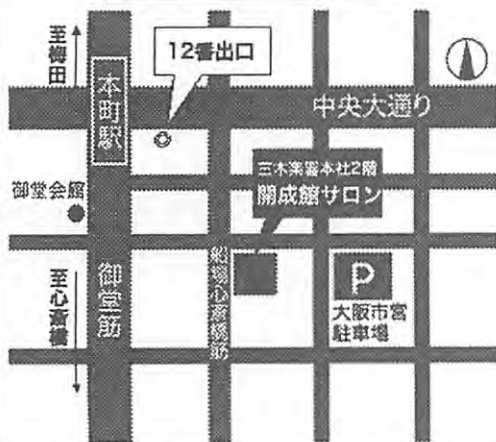 至梅田
本町駅
12番出口
中央大通り
三木楽器本社2階
開成館サロン
御堂会館
至心斎橋
御堂筋
船場心斎橋筋
P
大阪市営
駐車場